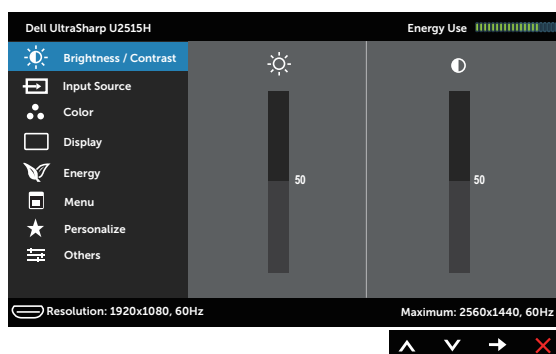 Dell UltraSharp U2515H
Energy Use
Brightness / Contrast
Input Source
Color
Display
Energy
Menu
Personalize
Others
50
50
Resolution: 1920x1080, 60Hz
Maximum: 2560x1440, 60Hz